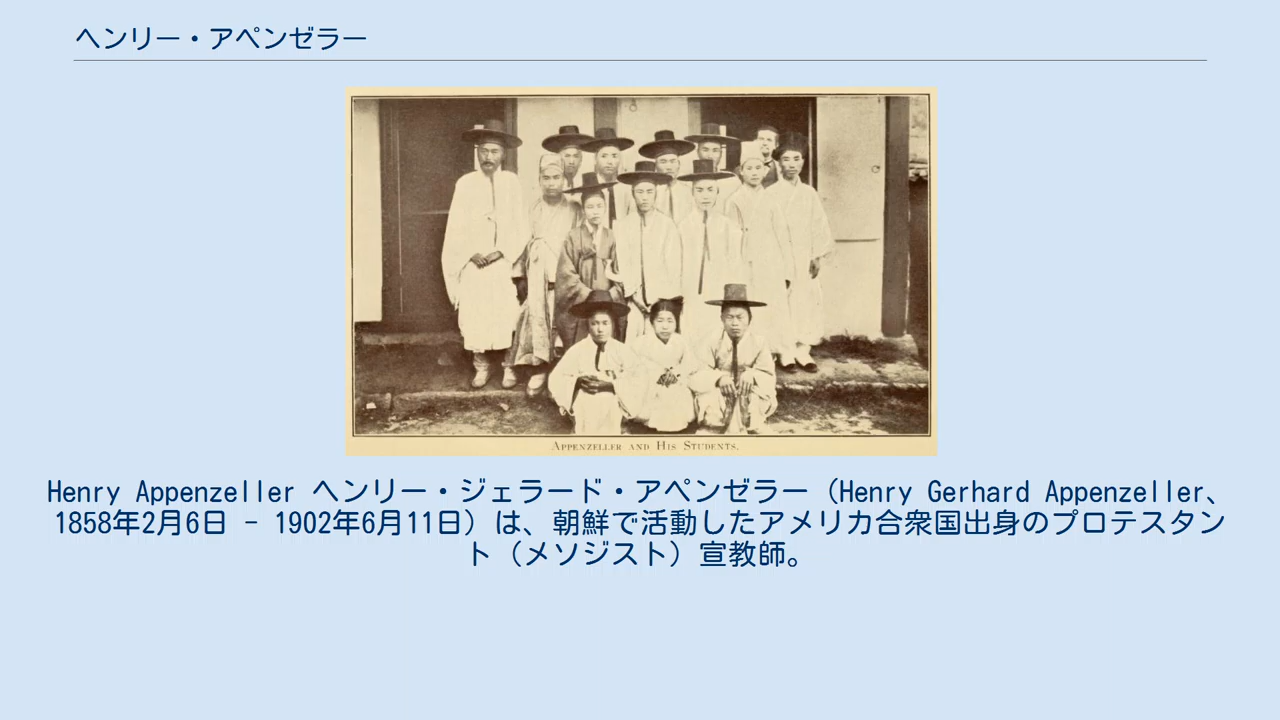 ヘンリー・アペンゼラー
APPENZELLER AND HIS STUDENTS.
Henry Appenzeller ヘンリー・ジェラード・アペンゼラー（Henry Gerhard Appenzeller、
1858年2月6日 - 1902年6月11日）は、朝鮮で活動したアメリカ合衆国出身のプロテスタン
ト（メソジスト）宣教師。